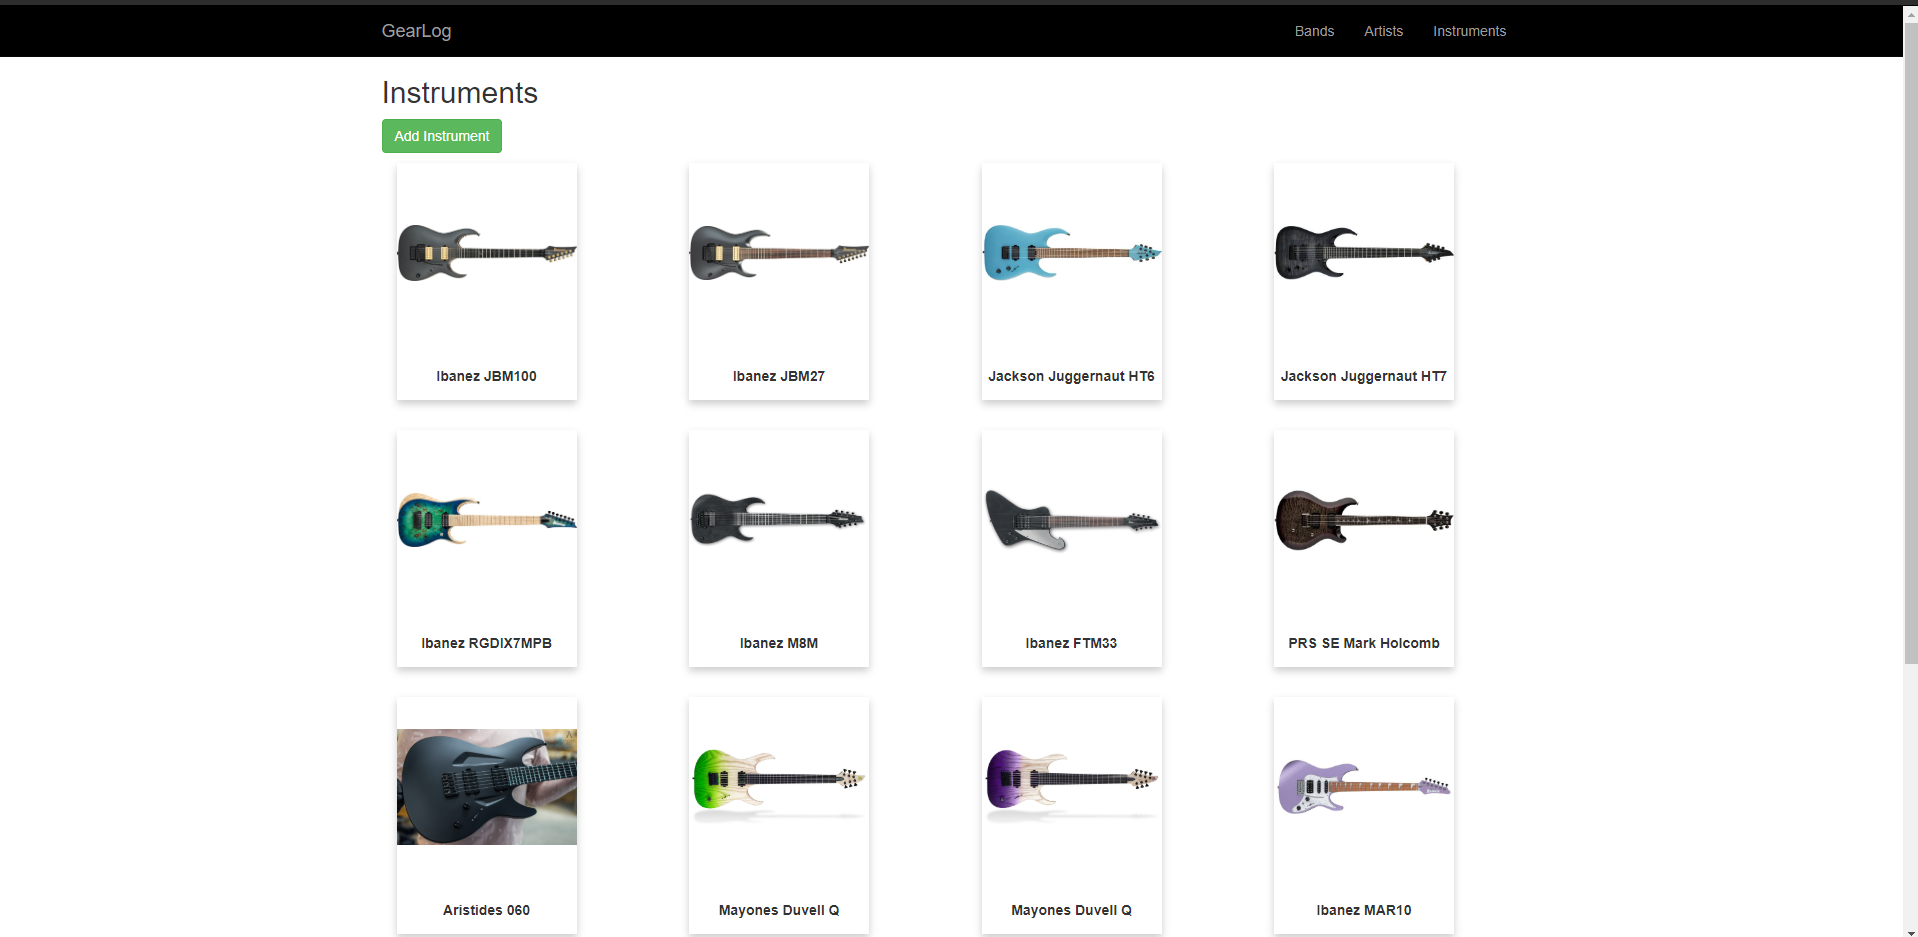 GearLog
Bands
Artists
Instruments
Instruments
Add Instrument
Ibanez JBM100
Ibanez JBM27
Jackson Juggernaut HT6
Jackson Juggernaut HT7
Ibanez RGDIX7MPB
Ibanez M8M
Ibanez FTM33
PRS SE Mark Holcomb
Aristides 060
Mayones Duvell Q
Mayones Duvell Q
Ibanez MAR10